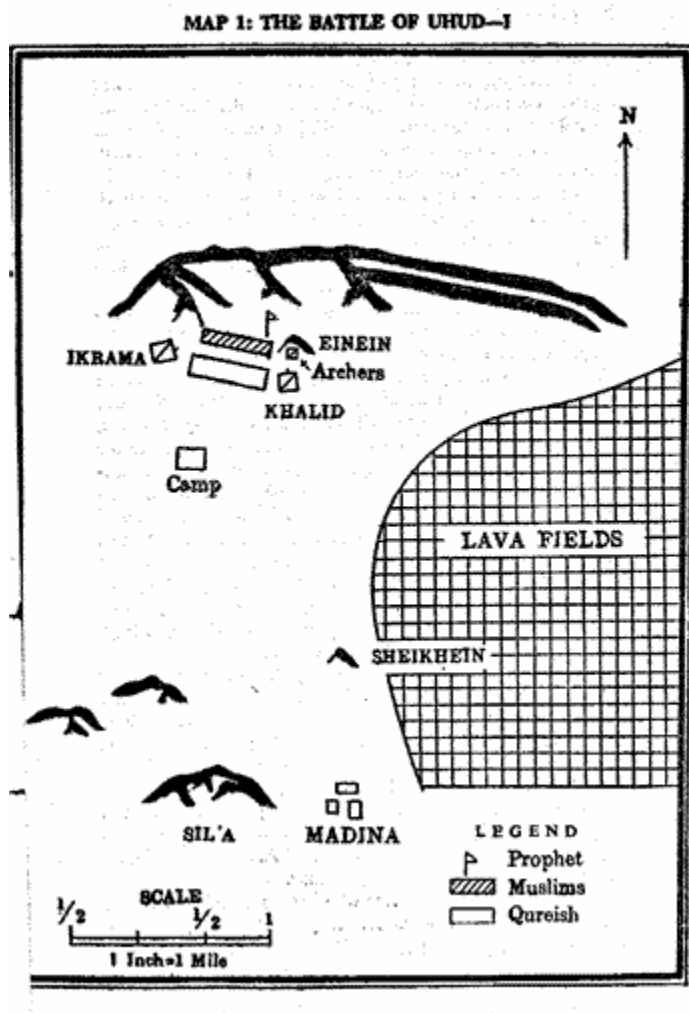 MAP 1: THE BATTLE OF UHUD—I
N
IKRAMA
EINEIN
Archers
KHALID
Camp
LAVA FIELDS
SHEIKHEIN
SIL'A
MADINA
LEGEND
Prophet
Muslims
Qureish
SCALE
1/2 1/2 1
1 Inch=1 Mile